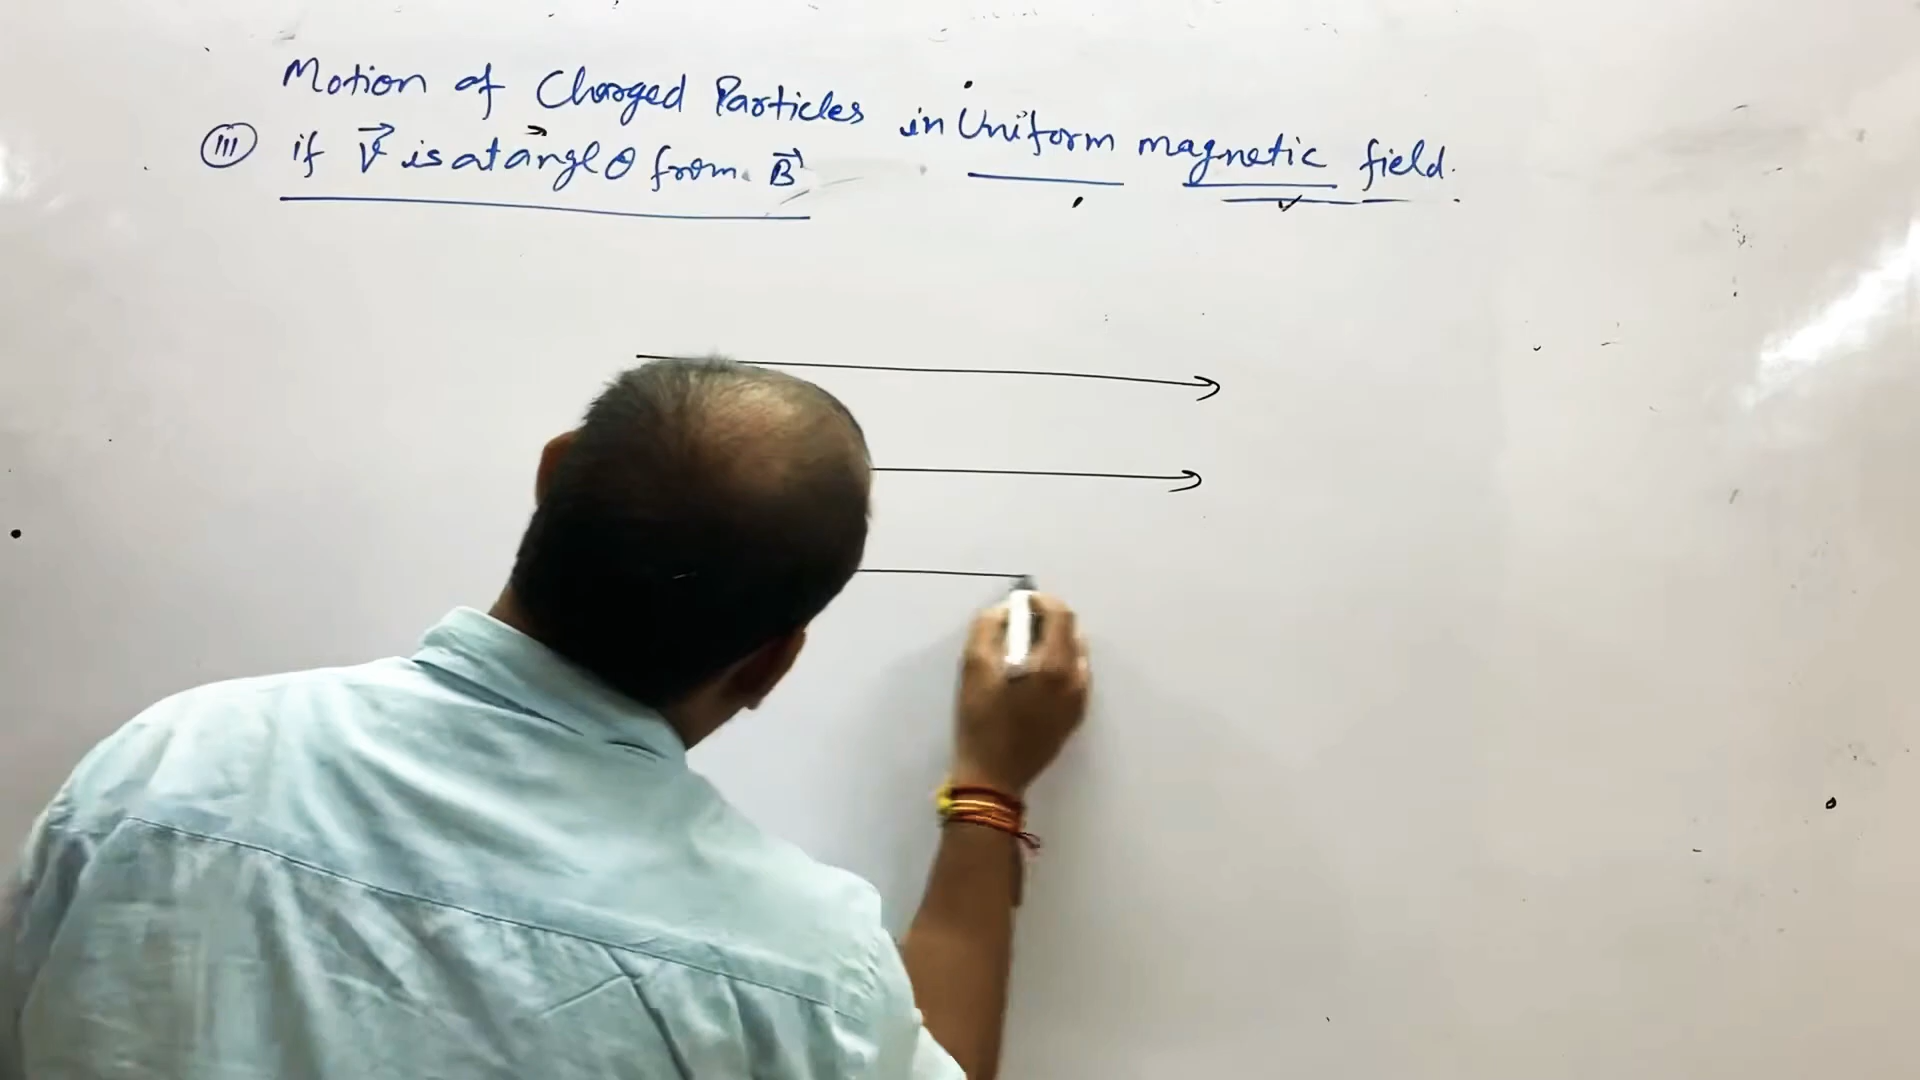 Motion of Charged Particles in Uniform magnetic field.
(iii) if V⃗ is at angle θ from B⃗